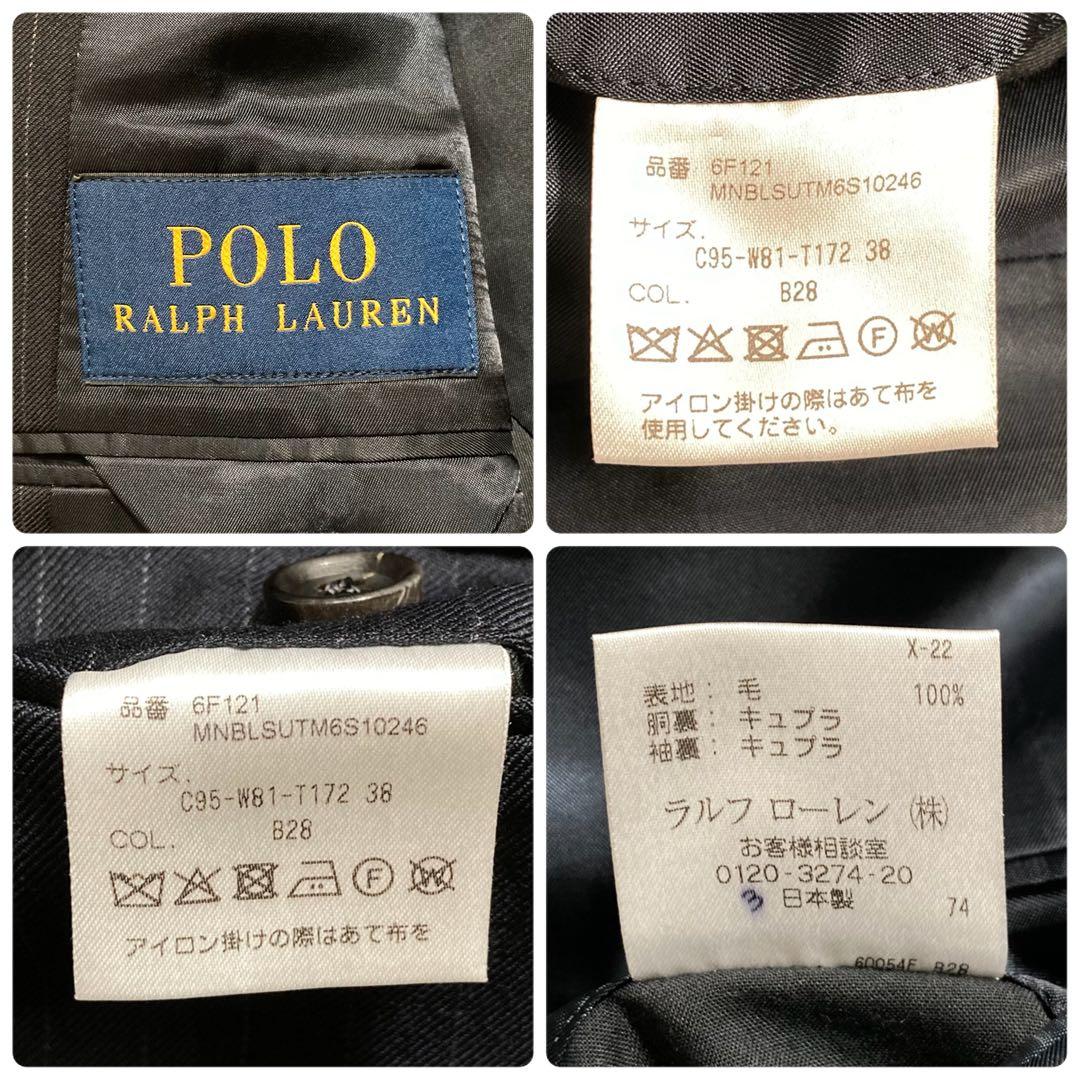 POLO
RALPH LAUREN
品番 6F121
MNBLSUTM6S10246
サイズ.
C95-W81-T172 38
COL. B28
F W
アイロン掛けの際はあて布を
使用してください。
品番 6F121
MNBLSUTM6S10246
サイズ.
C95-W81-T172 38
COL. B28
F W
アイロン掛けの際はあて布を
X-22
表地: 毛 100%
胴裏: キュプラ
袖裏: キュプラ
ラルフ ローレン (株)
お客様相談室
0120-3274-20
3 日本製 74
60054F B28